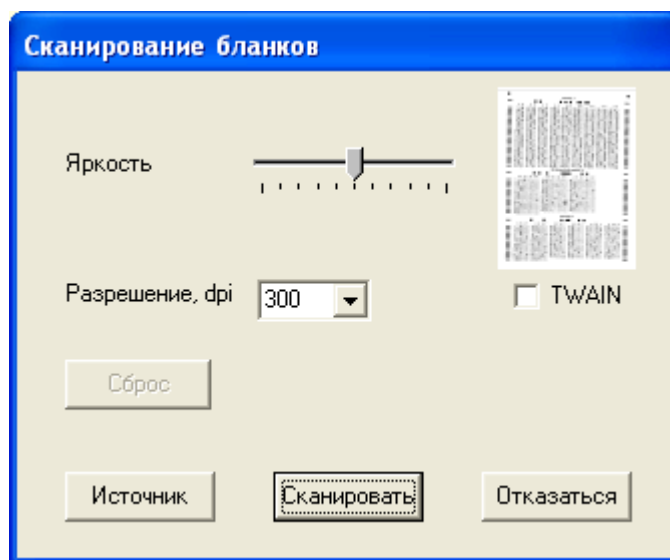 Сканирование бланков
Яркость
Разрешение, dpi
300
TWAIN
Сброс
Источник
Сканировать
Отказаться